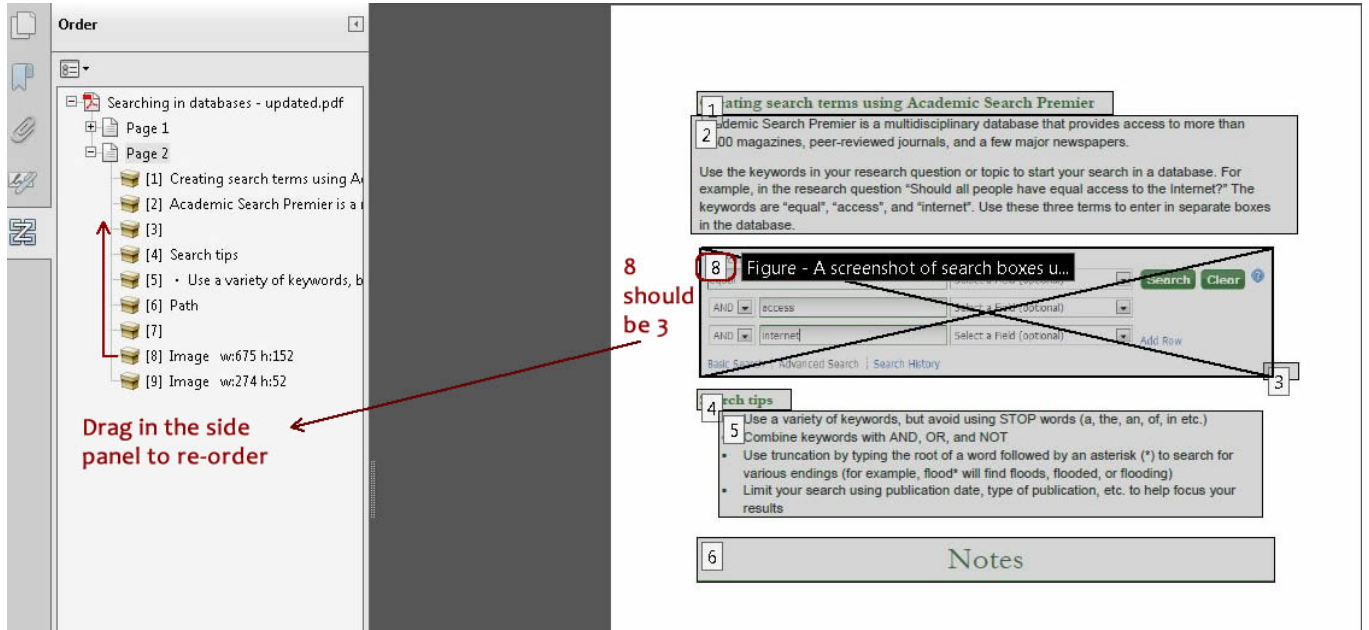 Order
Searching in databases - updated.pdf
Page 1
Page 2
[1] Creating search terms using A
[2] Academic Search Premier is a
[3]
[4] Search tips
[5] • Use a variety of keywords, b
[6] Path
[7]
[8] Image w:675 h:152
[9] Image w:274 h:52
Drag in the side
panel to re-order
8
should
be 3
1
ating search terms using Academic Search Premier
2
demic Search Premier is a multidisciplinary database that provides access to more than
00 magazines, peer-reviewed journals, and a few major newspapers.
Use the keywords in your research question or topic to start your search in a database. For
example, in the research question “Should all people have equal access to the Internet?” The
keywords are “equal”, “access”, and “internet”. Use these three terms to enter in separate boxes
in the database.
8 Figure - A screenshot of search boxes u...
Select a Field (optional) Search Clear
AND access Select a Field (optional)
AND internet Select a Field (optional) Add Row
Basic Search | Advanced Search | Search History
3
4 rch tips
5
Use a variety of keywords, but avoid using STOP words (a, the, an, of, in etc.)
Combine keywords with AND, OR, and NOT
• Use truncation by typing the root of a word followed by an asterisk (*) to search for
various endings (for example, flood* will find floods, flooded, or flooding)
• Limit your search using publication date, type of publication, etc. to help focus your
results
6 Notes